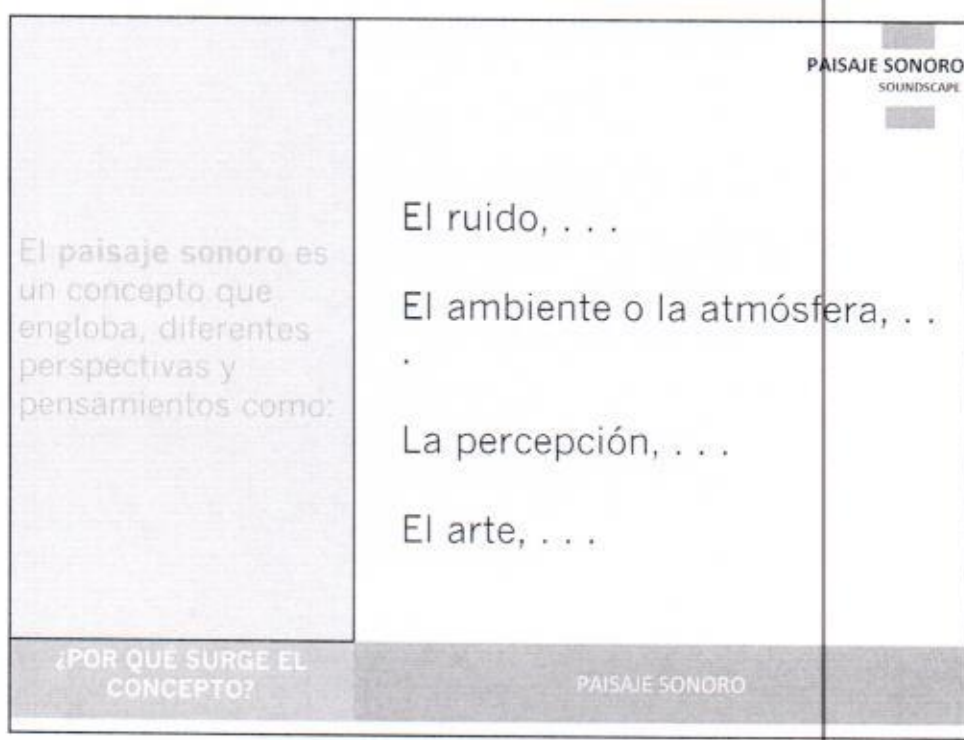 PAISAJE SONORO
SOUNDSCAPE
El paisaje sonoro es
un concepto que
engloba, diferentes
perspectivas y
pensamientos como:
El ruido, . . .
El ambiente o la atmósfera, . .
.
La percepción, . . .
El arte, . . .
¿POR QUE SURGE EL
CONCEPTO?
PAISAJE SONORO